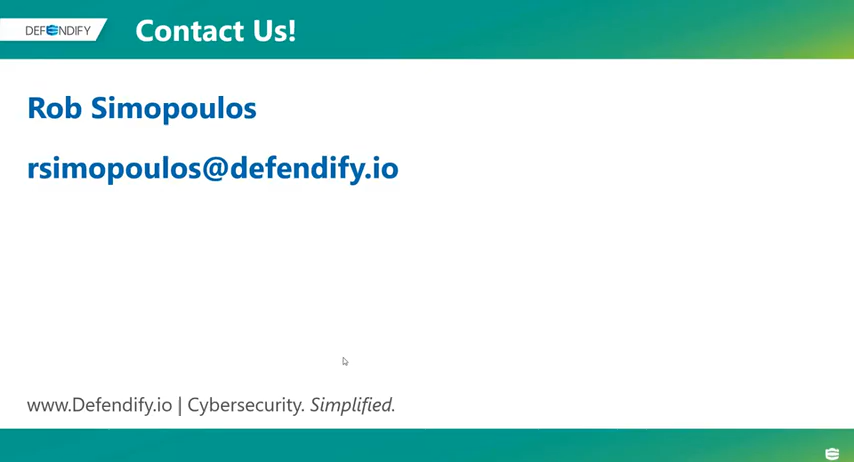 DEFENDIFY
Contact Us!
Rob Simopoulos
rsimopoulos@defendify.io
www.Defendify.io | Cybersecurity. Simplified.